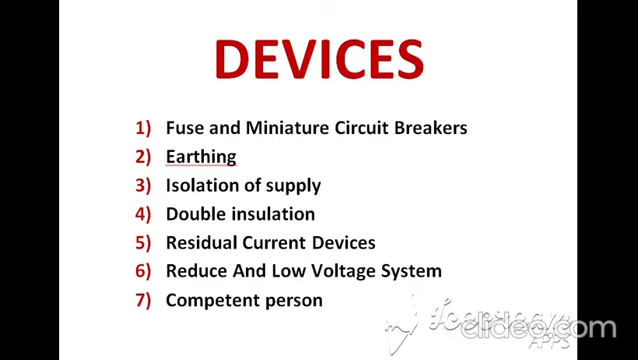 DEVICES
1) Fuse and Miniature Circuit Breakers
2) Earthing
3) Isolation of supply
4) Double insulation
5) Residual Current Devices
6) Reduce And Low Voltage System
7) Competent person
clideo.com
APPS